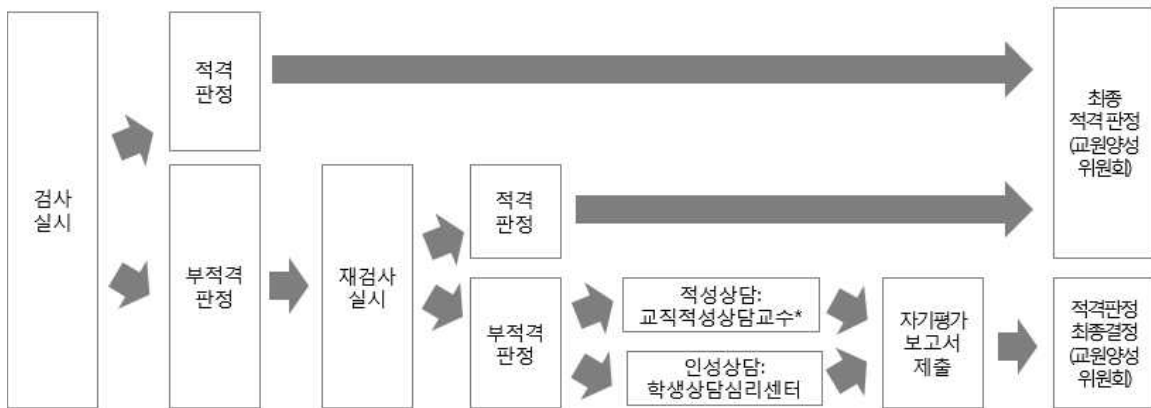 검사
실시
적격
판정
부적격
판정
재검사
실시
적격
판정
부적격
판정
적성상담:
교직적성상담교수*
인성상담:
학생상담심리센터
자기평가
보고서
제출
최종
적격 판정
(교원양성
위원회)
적격판정
최종결정
(교원양성
위원회)